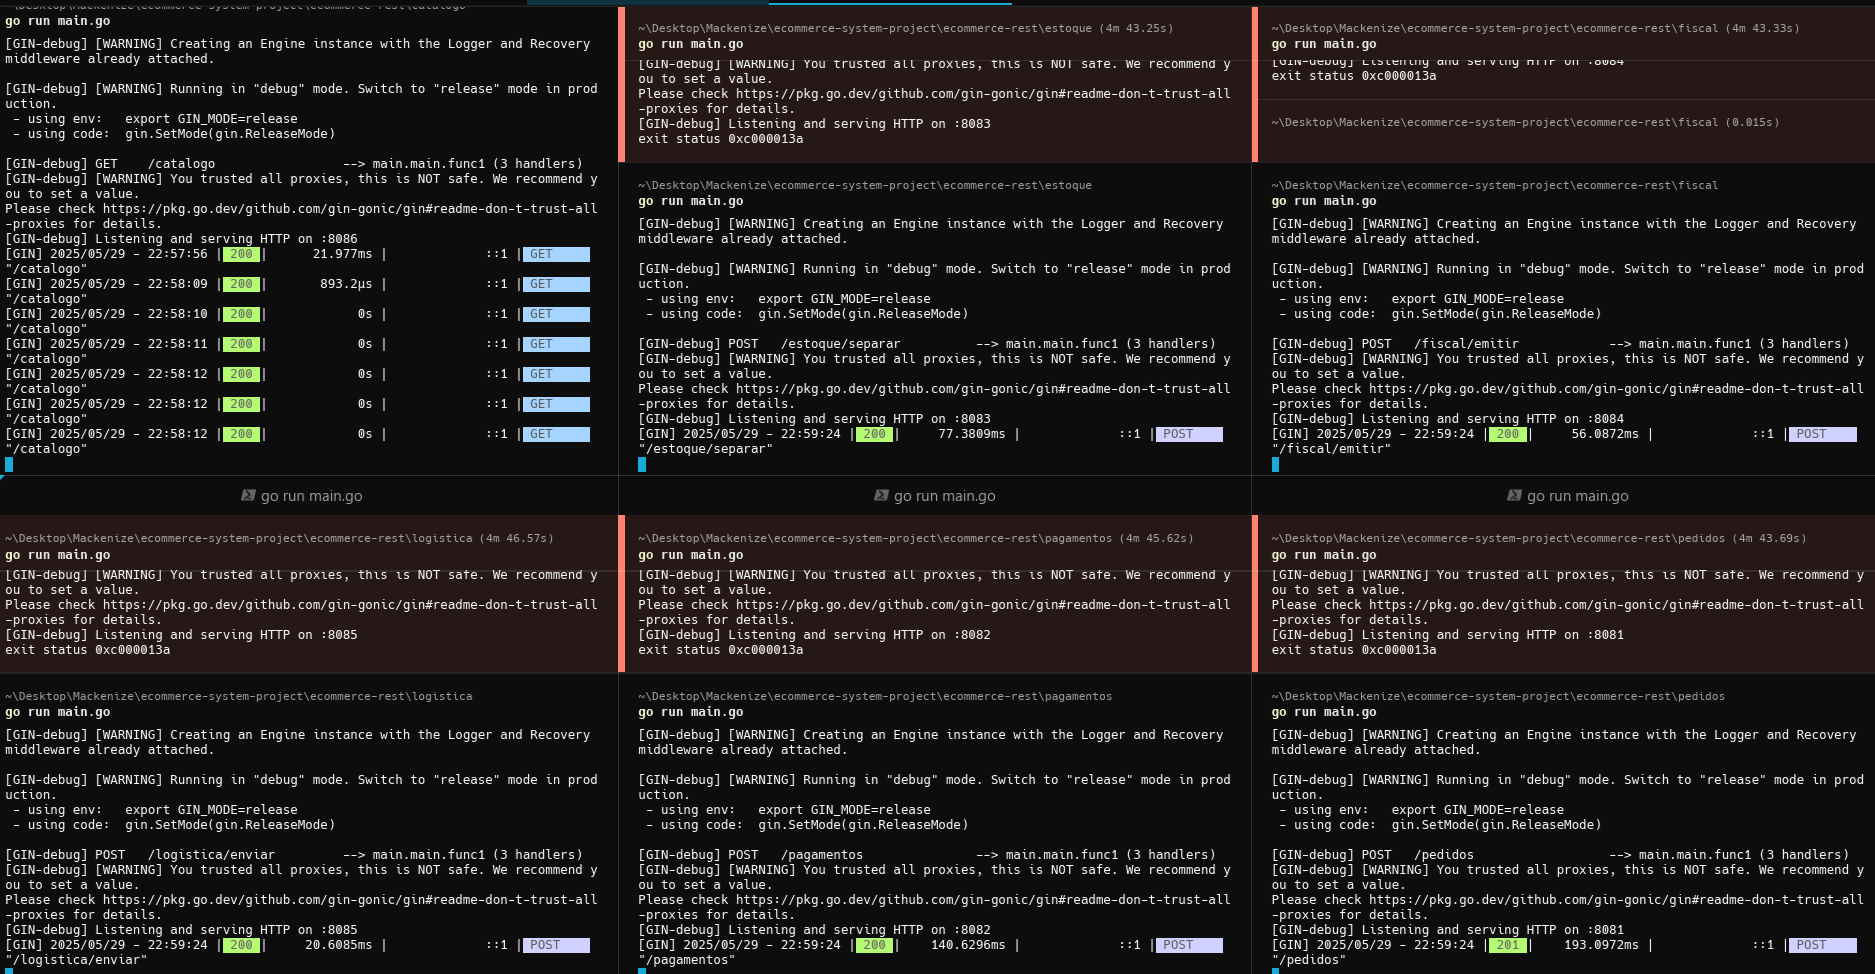 ~\Desktop\Mackenize\ecommerce-system-project\ecommerce-rest\catalogo
go run main.go
[GIN-debug] [WARNING] Creating an Engine instance with the Logger and Recovery
middleware already attached.
[GIN-debug] [WARNING] Running in "debug" mode. Switch to "release" mode in prod
uction.
- using env:   export GIN_MODE=release
- using code:  gin.SetMode(gin.ReleaseMode)
[GIN-debug] GET    /catalogo                 --> main.main.func1 (3 handlers)
[GIN-debug] [WARNING] You trusted all proxies, this is NOT safe. We recommend y
ou to set a value.
Please check https://pkg.go.dev/github.com/gin-gonic/gin#readme-don-t-trust-all
-proxies for details.
[GIN-debug] Listening and serving HTTP on :8086
[GIN] 2025/05/29 - 22:57:56 | 200 |      21.977ms |             ::1 | GET
"/catalogo"
[GIN] 2025/05/29 - 22:58:09 | 200 |       893.2µs |             ::1 | GET
"/catalogo"
[GIN] 2025/05/29 - 22:58:10 | 200 |            0s |             ::1 | GET
"/catalogo"
[GIN] 2025/05/29 - 22:58:11 | 200 |            0s |             ::1 | GET
"/catalogo"
[GIN] 2025/05/29 - 22:58:12 | 200 |            0s |             ::1 | GET
"/catalogo"
[GIN] 2025/05/29 - 22:58:12 | 200 |            0s |             ::1 | GET
"/catalogo"
[GIN] 2025/05/29 - 22:58:12 | 200 |            0s |             ::1 | GET
"/catalogo"
~\Desktop\Mackenize\ecommerce-system-project\ecommerce-rest\estoque (4m 43.25s)
go run main.go
[GIN-debug] [WARNING] You trusted all proxies, this is NOT safe. We recommend y
ou to set a value.
Please check https://pkg.go.dev/github.com/gin-gonic/gin#readme-don-t-trust-all
-proxies for details.
[GIN-debug] Listening and serving HTTP on :8083
exit status 0xc000013a
~\Desktop\Mackenize\ecommerce-system-project\ecommerce-rest\estoque
go run main.go
[GIN-debug] [WARNING] Creating an Engine instance with the Logger and Recovery
middleware already attached.
[GIN-debug] [WARNING] Running in "debug" mode. Switch to "release" mode in prod
uction.
- using env:   export GIN_MODE=release
- using code:  gin.SetMode(gin.ReleaseMode)
[GIN-debug] POST   /estoque/separar          --> main.main.func1 (3 handlers)
[GIN-debug] [WARNING] You trusted all proxies, this is NOT safe. We recommend y
ou to set a value.
Please check https://pkg.go.dev/github.com/gin-gonic/gin#readme-don-t-trust-all
-proxies for details.
[GIN-debug] Listening and serving HTTP on :8083
[GIN] 2025/05/29 - 22:59:24 | 200 |     77.3809ms |             ::1 | POST
"/estoque/separar"
~\Desktop\Mackenize\ecommerce-system-project\ecommerce-rest\fiscal (4m 43.33s)
go run main.go
[GIN-debug] Listening and serving HTTP on :8084
exit status 0xc000013a
~\Desktop\Mackenize\ecommerce-system-project\ecommerce-rest\fiscal (0.015s)
~\Desktop\Mackenize\ecommerce-system-project\ecommerce-rest\fiscal
go run main.go
[GIN-debug] [WARNING] Creating an Engine instance with the Logger and Recovery
middleware already attached.
[GIN-debug] [WARNING] Running in "debug" mode. Switch to "release" mode in prod
uction.
- using env:   export GIN_MODE=release
- using code:  gin.SetMode(gin.ReleaseMode)
[GIN-debug] POST   /fiscal/emitir            --> main.main.func1 (3 handlers)
[GIN-debug] [WARNING] You trusted all proxies, this is NOT safe. We recommend y
ou to set a value.
Please check https://pkg.go.dev/github.com/gin-gonic/gin#readme-don-t-trust-all
-proxies for details.
[GIN-debug] Listening and serving HTTP on :8084
[GIN] 2025/05/29 - 22:59:24 | 200 |     56.0872ms |             ::1 | POST
"/fiscal/emitir"
go run main.go
~\Desktop\Mackenize\ecommerce-system-project\ecommerce-rest\logistica (4m 46.57s)
go run main.go
[GIN-debug] [WARNING] You trusted all proxies, this is NOT safe. We recommend y
ou to set a value.
Please check https://pkg.go.dev/github.com/gin-gonic/gin#readme-don-t-trust-all
-proxies for details.
[GIN-debug] Listening and serving HTTP on :8085
exit status 0xc000013a
~\Desktop\Mackenize\ecommerce-system-project\ecommerce-rest\logistica
go run main.go
[GIN-debug] [WARNING] Creating an Engine instance with the Logger and Recovery
middleware already attached.
[GIN-debug] [WARNING] Running in "debug" mode. Switch to "release" mode in prod
uction.
- using env:   export GIN_MODE=release
- using code:  gin.SetMode(gin.ReleaseMode)
[GIN-debug] POST   /logistica/enviar         --> main.main.func1 (3 handlers)
[GIN-debug] [WARNING] You trusted all proxies, this is NOT safe. We recommend y
ou to set a value.
Please check https://pkg.go.dev/github.com/gin-gonic/gin#readme-don-t-trust-all
-proxies for details.
[GIN-debug] Listening and serving HTTP on :8085
[GIN] 2025/05/29 - 22:59:24 | 200 |     20.6085ms |             ::1 | POST
"/logistica/enviar"
go run main.go
~\Desktop\Mackenize\ecommerce-system-project\ecommerce-rest\pagamentos (4m 45.62s)
go run main.go
[GIN-debug] [WARNING] You trusted all proxies, this is NOT safe. We recommend y
ou to set a value.
Please check https://pkg.go.dev/github.com/gin-gonic/gin#readme-don-t-trust-all
-proxies for details.
[GIN-debug] Listening and serving HTTP on :8082
exit status 0xc000013a
~\Desktop\Mackenize\ecommerce-system-project\ecommerce-rest\pagamentos
go run main.go
[GIN-debug] [WARNING] Creating an Engine instance with the Logger and Recovery
middleware already attached.
[GIN-debug] [WARNING] Running in "debug" mode. Switch to "release" mode in prod
uction.
- using env:   export GIN_MODE=release
- using code:  gin.SetMode(gin.ReleaseMode)
[GIN-debug] POST   /pagamentos               --> main.main.func1 (3 handlers)
[GIN-debug] [WARNING] You trusted all proxies, this is NOT safe. We recommend y
ou to set a value.
Please check https://pkg.go.dev/github.com/gin-gonic/gin#readme-don-t-trust-all
-proxies for details.
[GIN-debug] Listening and serving HTTP on :8082
[GIN] 2025/05/29 - 22:59:24 | 200 |    140.6296ms |             ::1 | POST
"/pagamentos"
go run main.go
~\Desktop\Mackenize\ecommerce-system-project\ecommerce-rest\pedidos (4m 43.69s)
go run main.go
[GIN-debug] [WARNING] You trusted all proxies, this is NOT safe. We recommend y
ou to set a value.
Please check https://pkg.go.dev/github.com/gin-gonic/gin#readme-don-t-trust-all
-proxies for details.
[GIN-debug] Listening and serving HTTP on :8081
exit status 0xc000013a
~\Desktop\Mackenize\ecommerce-system-project\ecommerce-rest\pedidos
go run main.go
[GIN-debug] [WARNING] Creating an Engine instance with the Logger and Recovery
middleware already attached.
[GIN-debug] [WARNING] Running in "debug" mode. Switch to "release" mode in prod
uction.
- using env:   export GIN_MODE=release
- using code:  gin.SetMode(gin.ReleaseMode)
[GIN-debug] POST   /pedidos                  --> main.main.func1 (3 handlers)
[GIN-debug] [WARNING] You trusted all proxies, this is NOT safe. We recommend y
ou to set a value.
Please check https://pkg.go.dev/github.com/gin-gonic/gin#readme-don-t-trust-all
-proxies for details.
[GIN-debug] Listening and serving HTTP on :8081
[GIN] 2025/05/29 - 22:59:24 | 201 |    193.0972ms |             ::1 | POST
"/pedidos"